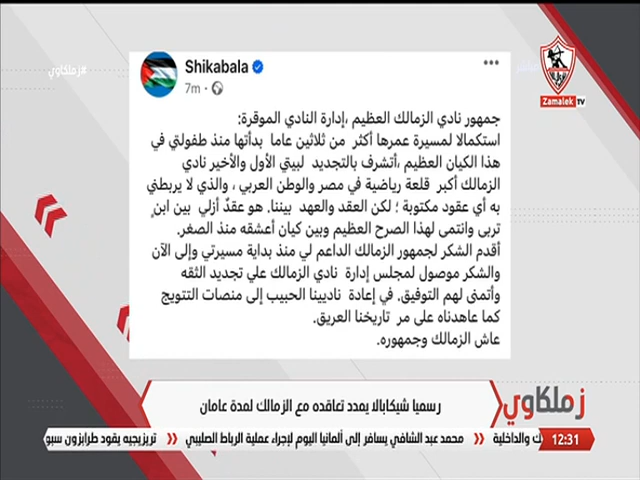 #زملكاوي
Shikabala
7m
مباشر
Zamalek TV
جمهور نادي الزمالك العظيم ،إدارة النادي الموقرة:
استكمالا لمسيرة عمرها أكثر من ثلاثين عاما بدأتها منذ طفولتي في
هذا الكيان العظيم ،أتشرف بالتجديد لبيتي الأول والأخير نادي
الزمالك أكبر قلعة رياضية في مصر والوطن العربي ، والذي لا يربطني
به أي عقود مكتوبة ؛ لكن العقد والعهد بيننا. هو عقدٌ أزلي بين ابنٍ
تربى وانتمى لهذا الصرح العظيم وبين كيان أعشقه منذ الصغر.
أقدم الشكر لجمهور الزمالك الداعم لي منذ بداية مسيرتي وإلى الآن
والشكر موصول لمجلس إدارة نادي الزمالك علي تجديد الثقه
وأتمنى لهم التوفيق. في إعادة نادينا الحبيب إلى منصات التتويج
كما عاهدناه على مر تاريخنا العريق.
عاش الزمالك وجمهوره.
رسميا شيكابالا يمدد تعاقده مع الزمالك لمدة عامان
زملكاوي
ك والداخلية » محمد عبد الشافي يسافر إلى ألمانيا اليوم لإجراء عملية الرباط الصليبي » تريزيجيه يقود طرابزون سبو
12:31